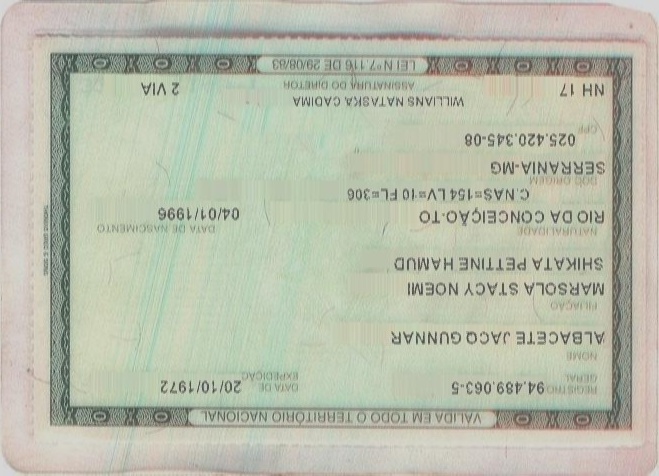 VALIDA EM TODO O TERRITÓRIO NACIONAL
REGISTRO GERAL 94.489.063-5 DATA DE EXPEDIÇÃO 20/10/1972
NOME
ALBACETE JACQ GUNNAR
FILIAÇÃO
MARSOLA STACY NOEMI
SHIKATA PETTINE HAMUD
NATURALIDADE DATA DE NASCIMENTO
RIO DA CONCEIÇÃO-TO 04/01/1996
C.NAS=154 LV=10 FL=306
DOC ORIGEM
SERRANIA-MG
CPF
025.420.345-08
WILLIANS NATASKA CADIMA
NH 17 ASSINATURA DO DIRETOR 2 VIA
LEI Nº 7.116 DE 29/08/83